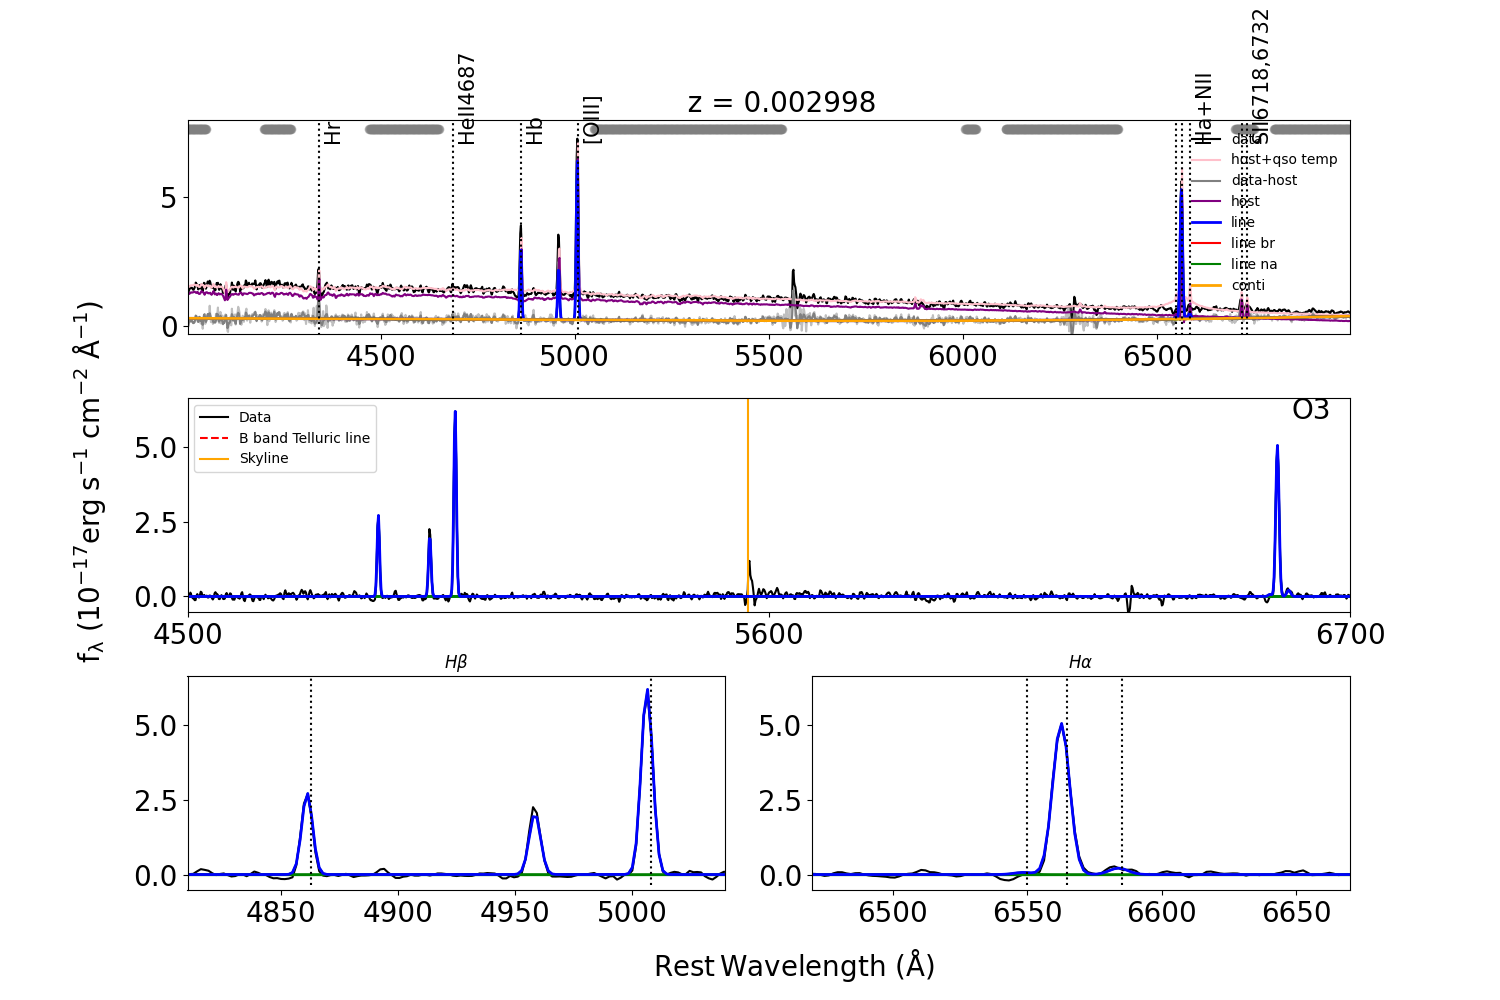 z = 0.002998
Hr
HeII4687
Hb
[OIII]
Ha+NII
SII6718,6732
data
host+qso temp
data-host
host
line
line br
line na
conti
5
0
4500
5000
5500
6000
6500
Data
B band Telluric line
Skyline
O3
5.0
2.5
0.0
4500
5600
6700
fλ (10⁻¹⁷erg s⁻¹ cm⁻² Å⁻¹)
Hβ
5.0
2.5
0.0
4850
4900
4950
5000
Hα
5.0
2.5
0.0
6500
6550
6600
6650
Rest Wavelength (Å)